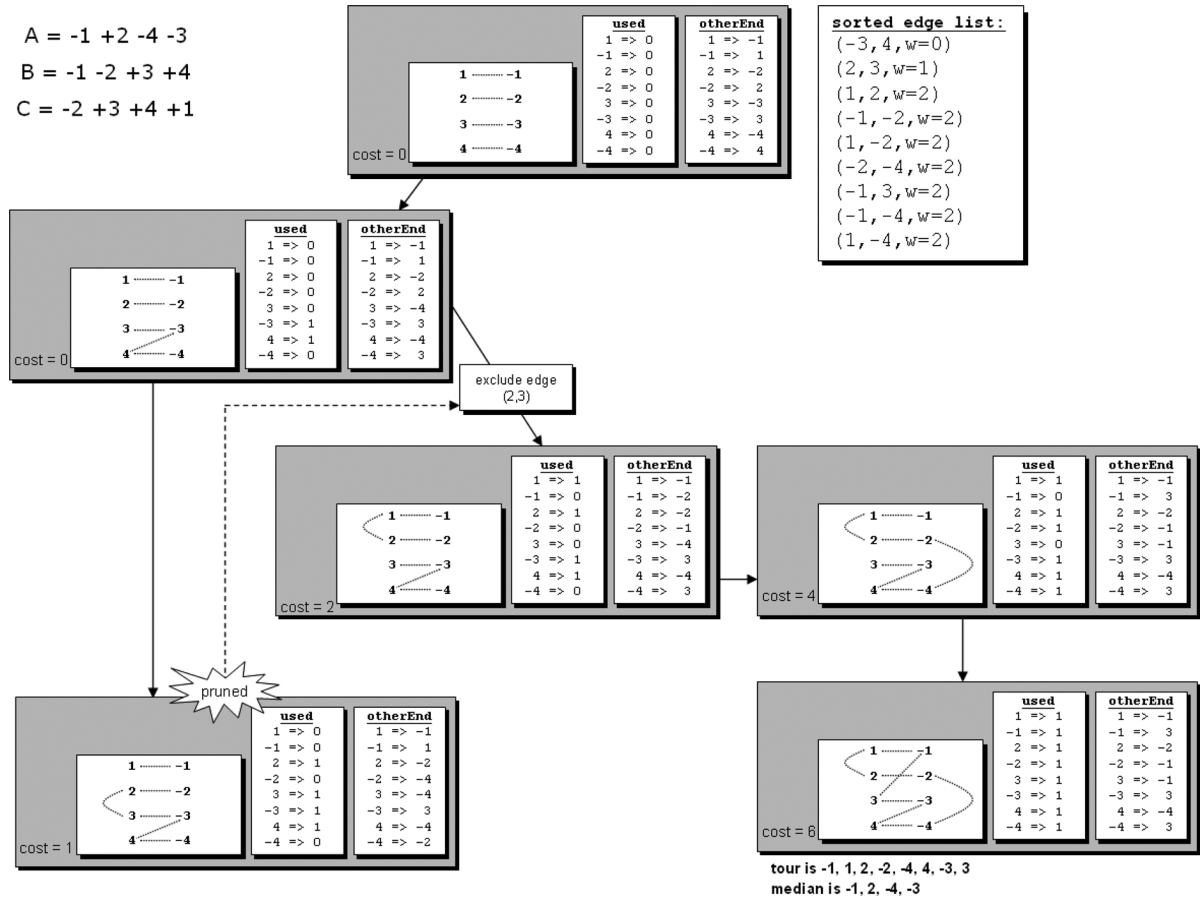 A = -1 +2 -4 -3
B = -1 -2 +3 +4
C = -2 +3 +4 +1
cost = 0
1 -1
2 -2
3 -3
4 -4
used
1 => 0
-1 => 0
2 => 0
-2 => 0
3 => 0
-3 => 0
4 => 0
-4 => 0
otherEnd
1 => -1
-1 => 1
2 => -2
-2 => 2
3 => -3
-3 => 3
4 => -4
-4 => 4
sorted edge list:
(-3,4,w=0)
(2,3,w=1)
(1,2,w=2)
(-1,-2,w=2)
(1,-2,w=2)
(-2,-4,w=2)
(-1,3,w=2)
(-1,-4,w=2)
(1,-4,w=2)
cost = 0
1 -1
2 -2
3 -3
4 -4
used
1 => 0
-1 => 0
2 => 0
-2 => 0
3 => 0
-3 => 1
4 => 1
-4 => 0
otherEnd
1 => -1
-1 => 1
2 => -2
-2 => 2
3 => -4
-3 => 3
4 => -4
-4 => 3
exclude edge
(2,3)
cost = 2
1 -1
2 -2
3 -3
4 -4
used
1 => 1
-1 => 0
2 => 1
-2 => 0
3 => 0
-3 => 1
4 => 1
-4 => 0
otherEnd
1 => -1
-1 => -2
2 => -2
-2 => -1
3 => -4
-3 => 3
4 => -4
-4 => 3
cost = 4
1 -1
2 -2
3 -3
4 -4
used
1 => 1
-1 => 0
2 => 1
-2 => 1
3 => 0
-3 => 1
4 => 1
-4 => 1
otherEnd
1 => -1
-1 => 3
2 => -2
-2 => -1
3 => -1
-3 => 3
4 => -4
-4 => 3
pruned
cost = 1
1 -1
2 -2
3 -3
4 -4
used
1 => 0
-1 => 0
2 => 1
-2 => 0
3 => 1
-3 => 1
4 => 1
-4 => 0
otherEnd
1 => -1
-1 => 1
2 => -2
-2 => -4
3 => -4
-3 => 3
4 => -4
-4 => -2
cost = 6
1 -1
2 -2
3 -3
4 -4
used
1 => 1
-1 => 1
2 => 1
-2 => 1
3 => 1
-3 => 1
4 => 1
-4 => 1
otherEnd
1 => -1
-1 => 3
2 => -2
-2 => -1
3 => -1
-3 => 3
4 => -4
-4 => 3
tour is -1, 1, 2, -2, -4, 4, -3, 3
median is -1, 2, -4, -3